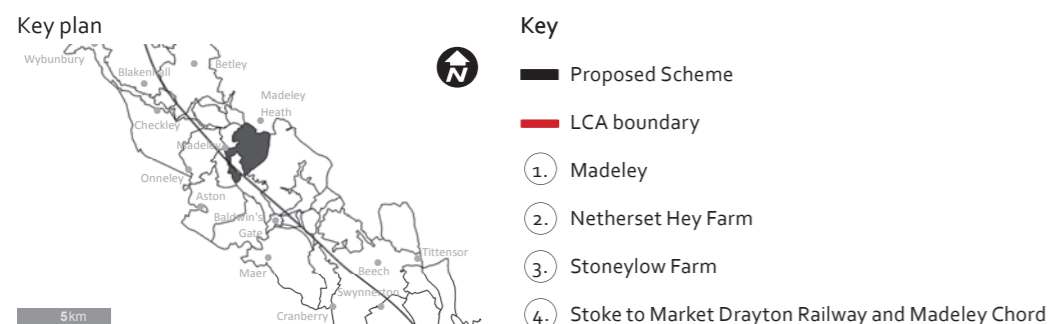 Key plan
Wybunbury
Blakenhall
Betley
N
Madeley
Heath
Checkley
Madeley
Onneley
Aston
Baldwin's
Gate
Maer
Beech
Tittensor
Swynnerton
Cranberry
5km
Key
Proposed Scheme
LCA boundary
1. Madeley
2. Netherset Hey Farm
3. Stoneylow Farm
4. Stoke to Market Drayton Railway and Madeley Chord